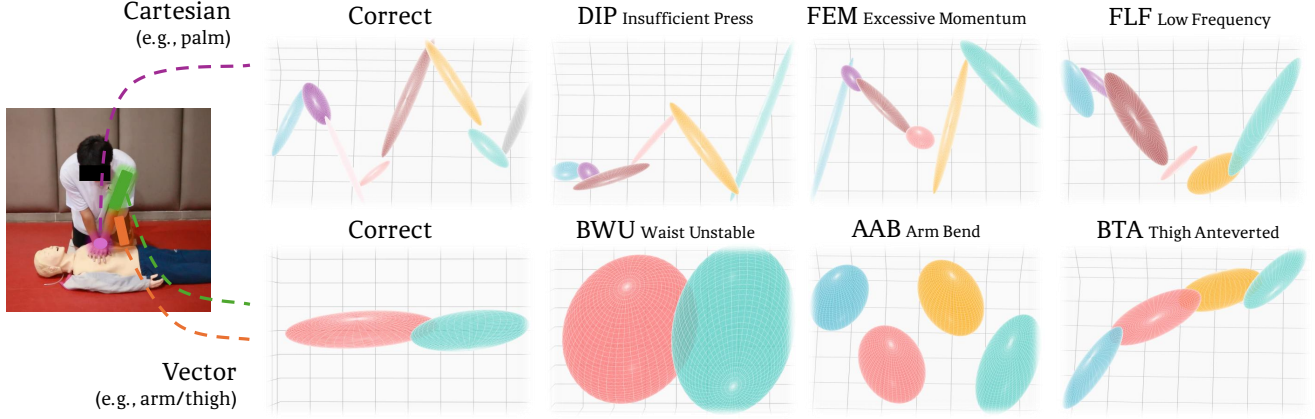 Cartesian
(e.g., palm)
Correct
DIP Insufficient Press
FEM Excessive Momentum
FLF Low Frequency
Correct
BWU Waist Unstable
AAB Arm Bend
BTA Thigh Anteverted
Vector
(e.g., arm/thigh)